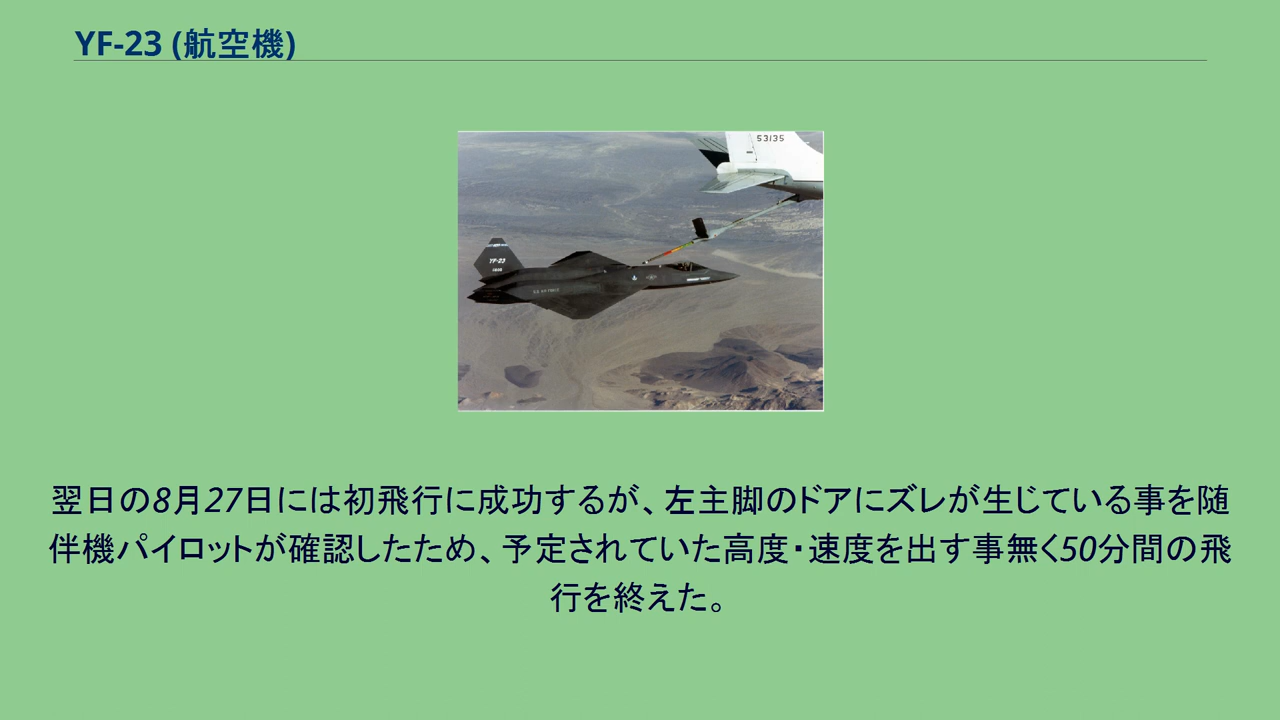 YF-23 (航空機)
53135
YF-23
翌日の8月27日には初飛行に成功するが、左主脚のドアにズレが生じている事を随
伴機パイロットが確認したため、予定されていた高度・速度を出す事無く50分間の飛
行を終えた。